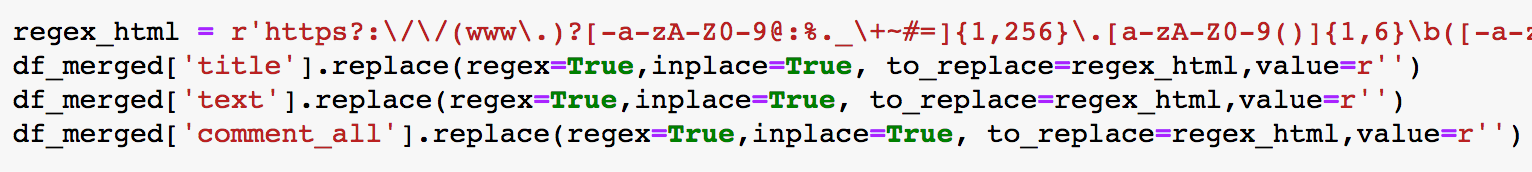 regex_html = r'https?:\/\/(www\.)?[-a-zA-Z0-9@:%._\+~#=]{1,256}\.[a-zA-Z0-9()]{1,6}\b([-a-z
df_merged['title'].replace(regex=True,inplace=True, to_replace=regex_html,value=r'')
df_merged['text'].replace(regex=True,inplace=True, to_replace=regex_html,value=r'')
df_merged['comment_all'].replace(regex=True,inplace=True, to_replace=regex_html,value=r'')